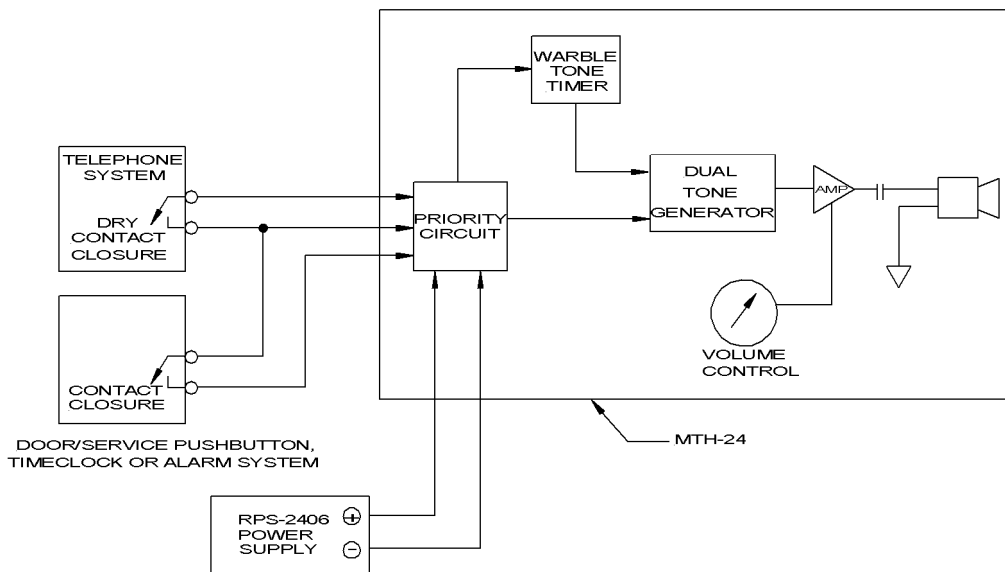 WARBLE
TONE
TIMER
TELEPHONE
SYSTEM
DRY
CONTACT
CLOSURE
PRIORITY
CIRCUIT
DUAL
TONE
GENERATOR
AMP
VOLUME
CONTROL
CONTACT
CLOSURE
MTH-24
DOOR/SERVICE PUSHBUTTON,
TIMECLOCK OR ALARM SYSTEM
RPS-2406 +
POWER
SUPPLY -